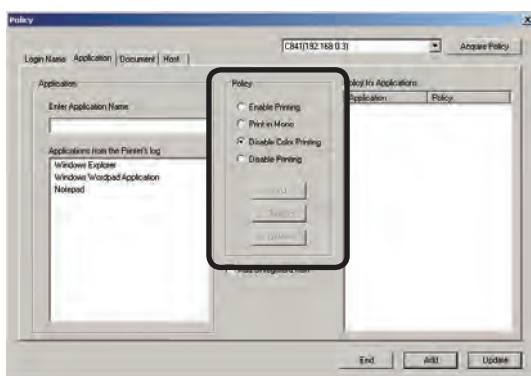 Policy
C841(192.168.0.3)
Acquire Policy
Login Name
Application
Document
Host
Application
Enter Application Name
Applications from the Printer's log
Windows Explorer
Windows Wordpad Application
Notepad
Policy
Enable Printing
Print in Mono
Disable Color Printing
Disable Printing
Policy for Applications
Application
Policy
End
Add
Update